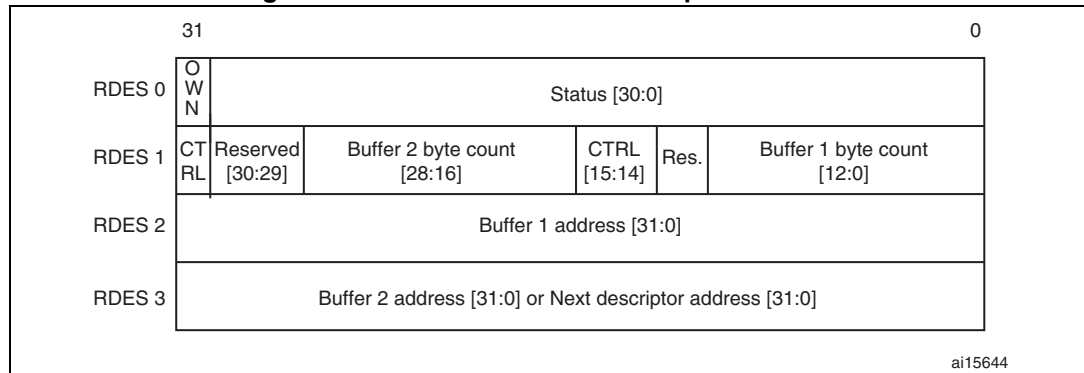 31 0
RDES 0 OWN Status [30:0]
RDES 1 CTRL Reserved [30:29] Buffer 2 byte count [28:16] CTRL [15:14] Res. Buffer 1 byte count [12:0]
RDES 2 Buffer 1 address [31:0]
RDES 3 Buffer 2 address [31:0] or Next descriptor address [31:0]
ai15644